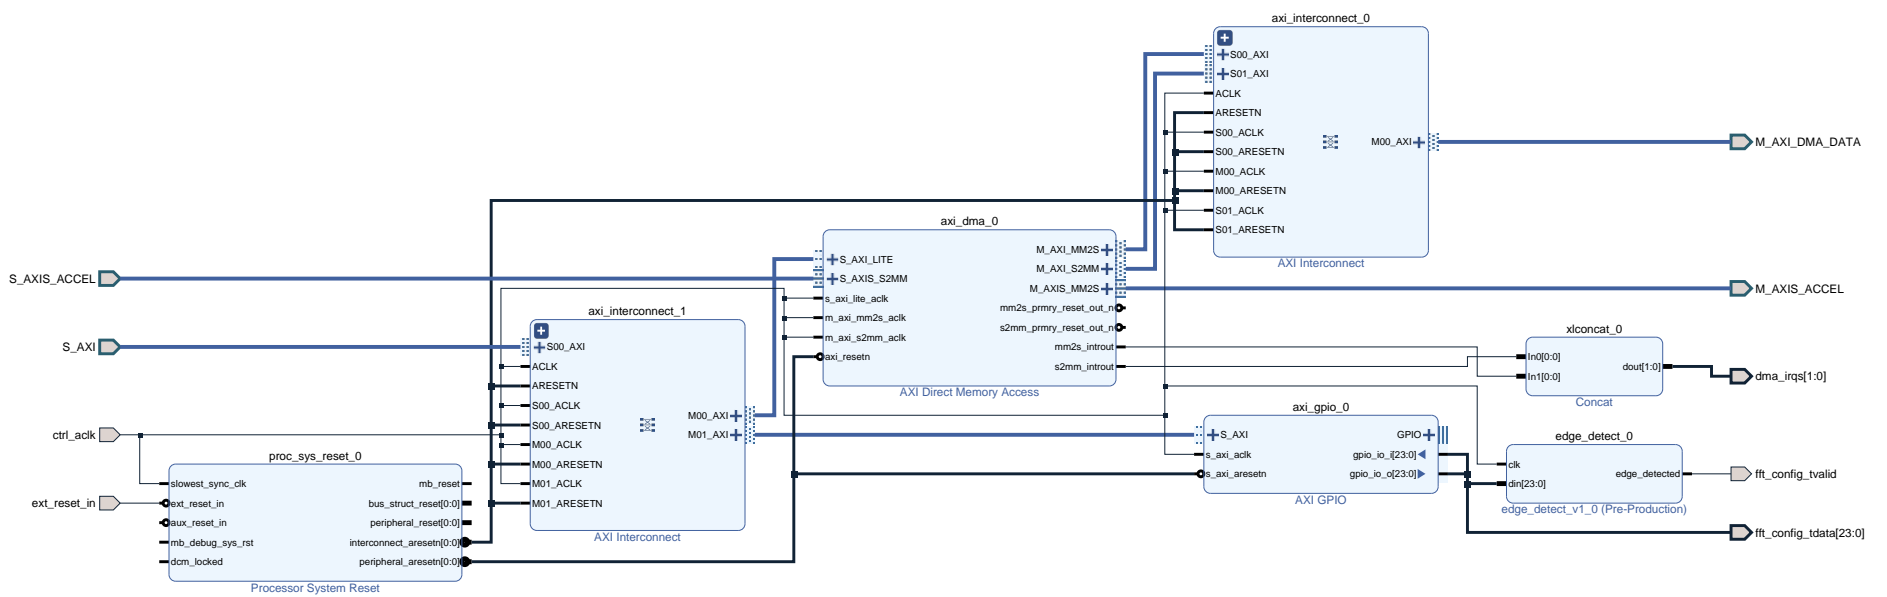 axi_interconnect_0
S00_AXI
S01_AXI
ACLK
ARESETN
S00_ACLK
S00_ARESETN
M00_ACLK
M00_ARESETN
S01_ACLK
S01_ARESETN
M00_AXI
AXI Interconnect
M_AXI_DMA_DATA
axi_dma_0
S_AXI_LITE
S_AXIS_S2MM
s_axi_lite_aclk
m_axi_mm2s_aclk
m_axi_s2mm_aclk
axi_resetn
M_AXI_MM2S
M_AXI_S2MM
M_AXIS_MM2S
mm2s_prmry_reset_out_n
s2mm_prmry_reset_out_n
mm2s_introut
s2mm_introut
AXI Direct Memory Access
M_AXIS_ACCEL
S_AXIS_ACCEL
S_AXI
axi_interconnect_1
S00_AXI
ACLK
ARESETN
S00_ACLK
S00_ARESETN
M00_ACLK
M00_ARESETN
M01_ACLK
M01_ARESETN
M00_AXI
M01_AXI
AXI Interconnect
xlconcat_0
In0[0:0]
In1[0:0]
dout[1:0]
Concat
dma_irqs[1:0]
ctrl_aclk
ext_reset_in
proc_sys_reset_0
slowest_sync_clk
ext_reset_in
aux_reset_in
mb_debug_sys_rst
dcm_locked
mb_reset
bus_struct_reset[0:0]
peripheral_reset[0:0]
interconnect_aresetn[0:0]
peripheral_aresetn[0:0]
Processor System Reset
axi_gpio_0
S_AXI
s_axi_aclk
s_axi_aresetn
GPIO
gpio_io_i[23:0]
gpio_io_o[23:0]
AXI GPIO
edge_detect_0
clk
din[23:0]
edge_detected
edge_detect_v1_0 (Pre-Production)
fft_config_tvalid
fft_config_tdata[23:0]